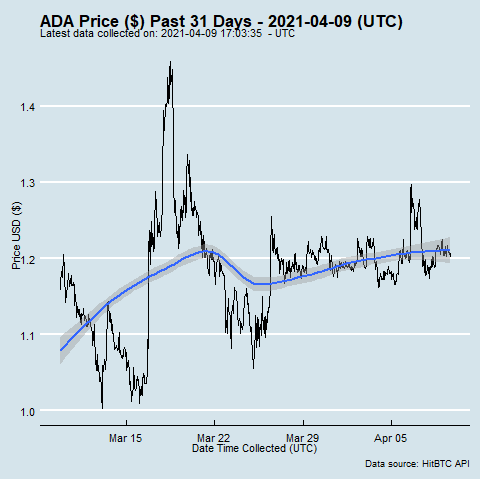 ADA Price ($) Past 31 Days - 2021-04-09 (UTC)
Latest data collected on: 2021-04-09 17:03:35  - UTC
Price USD ($)
1.4
1.3
1.2
1.1
1.0
Mar 15 Mar 22 Mar 29 Apr 05
Date Time Collected (UTC)
Data source: HitBTC API